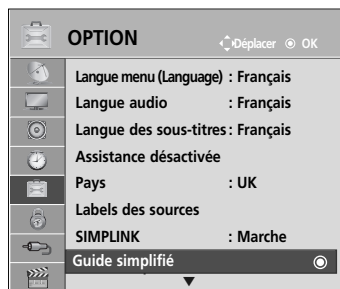 OPTION
Déplacer OK
Langue menu (Language) : Français
Langue audio : Français
Langue des sous-titres : Français
Assistance désactivée
Pays : UK
Labels des sources
SIMPLINK : Marche
Guide simplifié